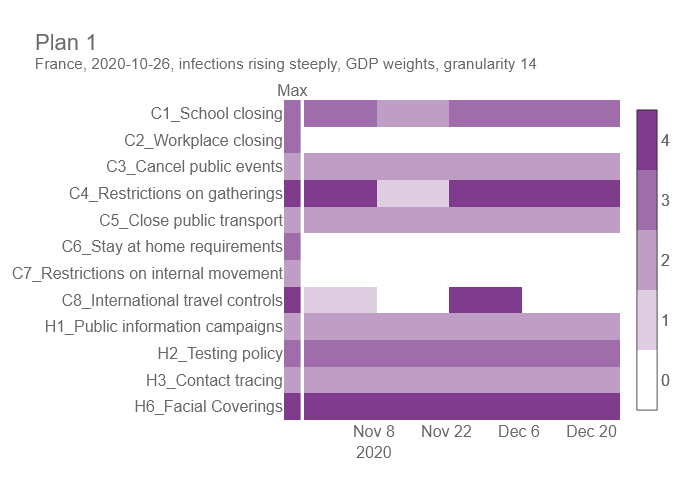 Plan 1
France, 2020-10-26, infections rising steeply, GDP weights, granularity 14
Max
C1_School closing
C2_Workplace closing
C3_Cancel public events
C4_Restrictions on gatherings
C5_Close public transport
C6_Stay at home requirements
C7_Restrictions on internal movement
C8_International travel controls
H1_Public information campaigns
H2_Testing policy
H3_Contact tracing
H6_Facial Coverings
Nov 8 Nov 22 Dec 6 Dec 20
2020
4
3
2
1
0